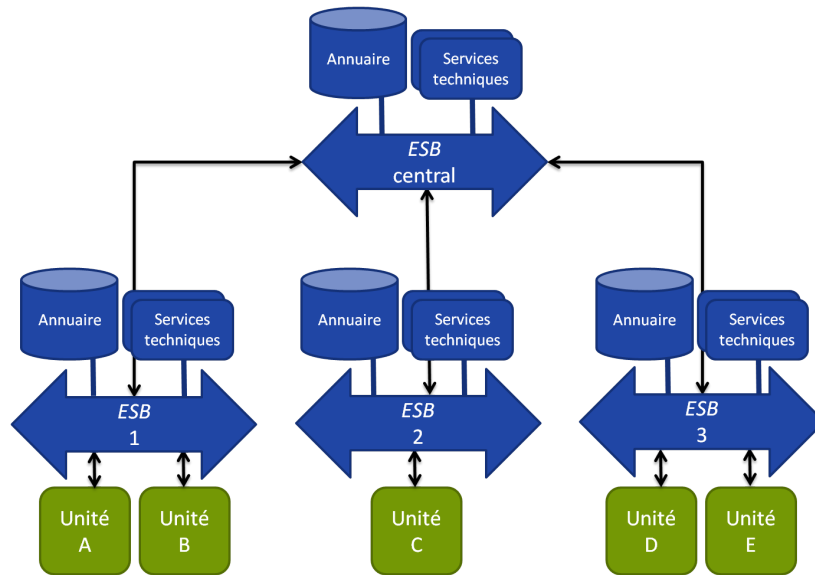 Annuaire
Services
techniques
ESB
central
Annuaire
Services
techniques
Annuaire
Services
techniques
Annuaire
Services
techniques
ESB
1
ESB
2
ESB
3
Unité
A
Unité
B
Unité
C
Unité
D
Unité
E